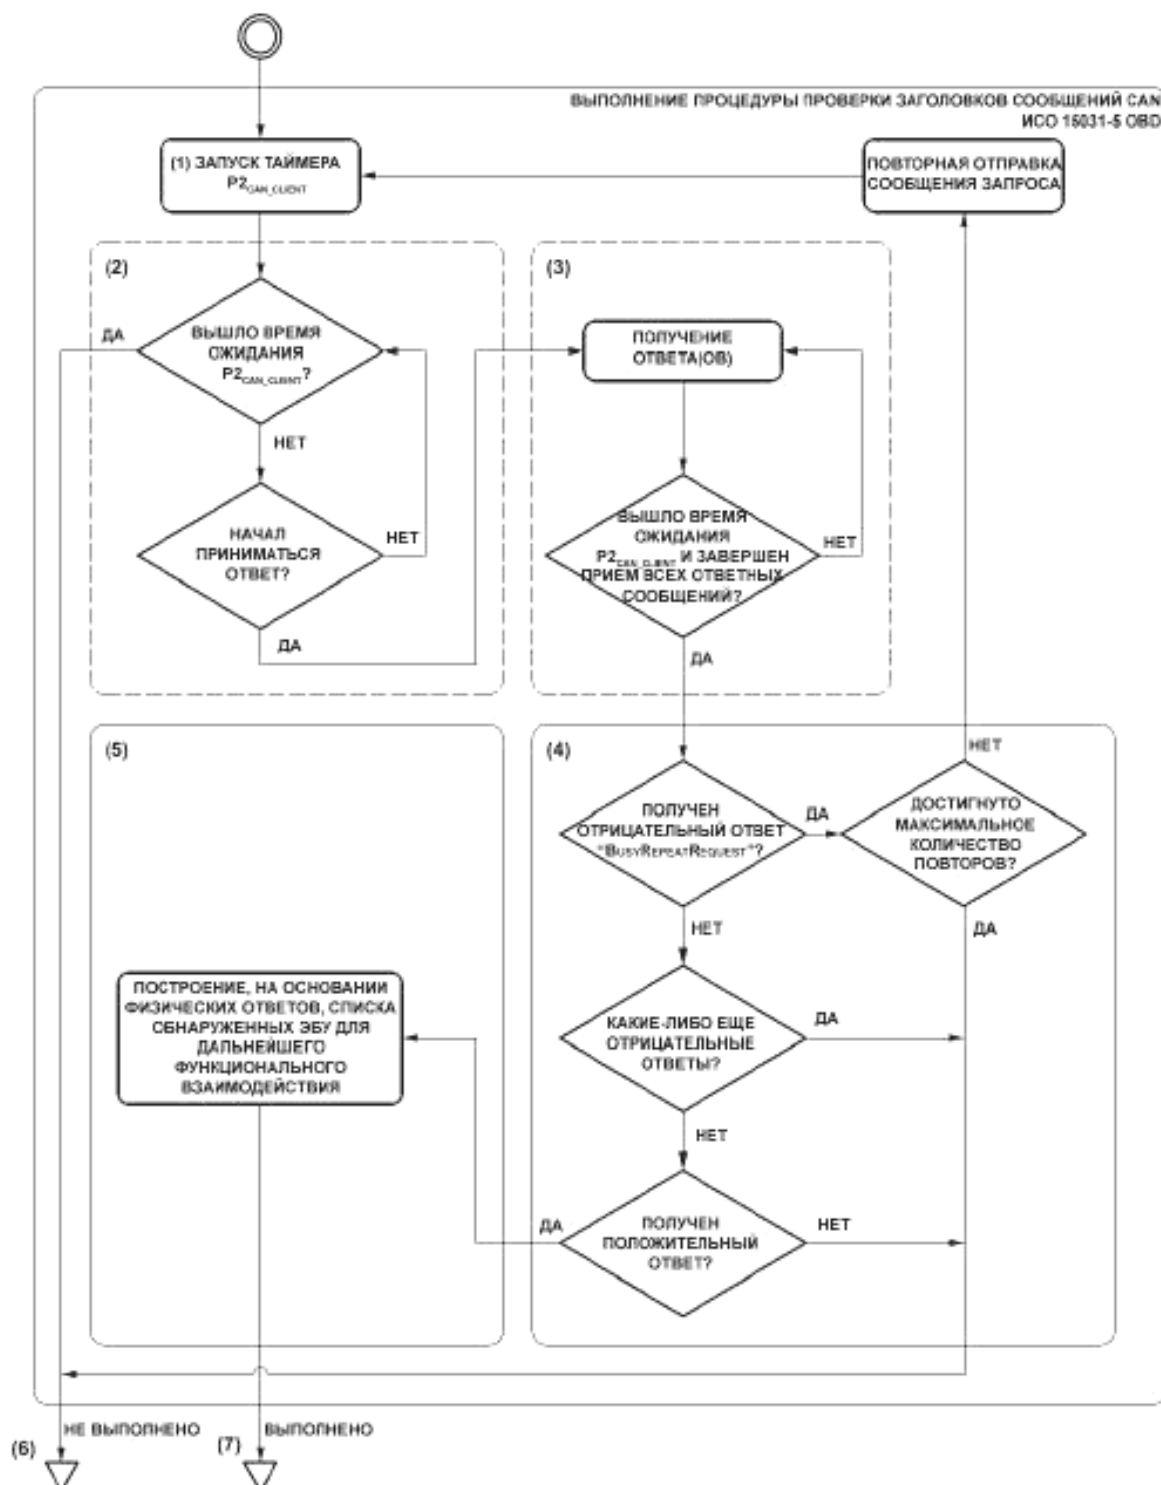 ВЫПОЛНЕНИЕ ПРОЦЕДУРЫ ПРОВЕРКИ ЗАГОЛОВКОВ СООБЩЕНИЙ CAN
ИСО 15031-5 OBD
(1) ЗАПУСК ТАЙМЕРА
P2CAN_CLIENT
ПОВТОРНАЯ ОТПРАВКА
СООБЩЕНИЯ ЗАПРОСА
(2)
ДА
ВЫШЛО ВРЕМЯ
ОЖИДАНИЯ
P2CAN_CLIENT?
НЕТ
НАЧАЛ
ПРИНИМАТЬСЯ
ОТВЕТ?
НЕТ
ДА
(3)
ПОЛУЧЕНИЕ
ОТВЕТА(ОВ)
ВЫШЛО ВРЕМЯ
ОЖИДАНИЯ
P2CAN_CLIENT И ЗАВЕРШЕН
ПРИЕМ ВСЕХ ОТВЕТНЫХ
СООБЩЕНИЙ?
НЕТ
ДА
(4)
ПОЛУЧЕН
ОТРИЦАТЕЛЬНЫЙ ОТВЕТ
"BUSYREPEATREQUEST"?
ДА
НЕТ
ДОСТИГНУТО
МАКСИМАЛЬНОЕ
КОЛИЧЕСТВО
ПОВТОРОВ?
НЕТ
ДА
КАКИЕ-ЛИБО ЕЩЕ
ОТРИЦАТЕЛЬНЫЕ
ОТВЕТЫ?
ДА
НЕТ
ПОЛУЧЕН
ПОЛОЖИТЕЛЬНЫЙ
ОТВЕТ?
ДА
НЕТ
(5)
ПОСТРОЕНИЕ, НА ОСНОВАНИИ
ФИЗИЧЕСКИХ ОТВЕТОВ, СПИСКА
ОБНАРУЖЕННЫХ ЭБУ ДЛЯ
ДАЛЬНЕЙШЕГО
ФУНКЦИОНАЛЬНОГО
ВЗАИМОДЕЙСТВИЯ
(6)
НЕ ВЫПОЛНЕНО
(7)
ВЫПОЛНЕНО